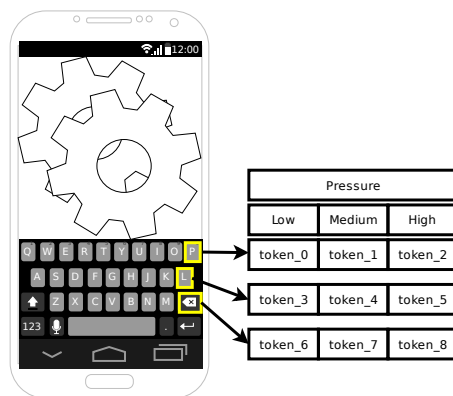 12:00
Q W E R T Y U I O P
A S D F G H J K L
Z X C V B N M
123 .
Pressure
Low Medium High
token_0 token_1 token_2
token_3 token_4 token_5
token_6 token_7 token_8